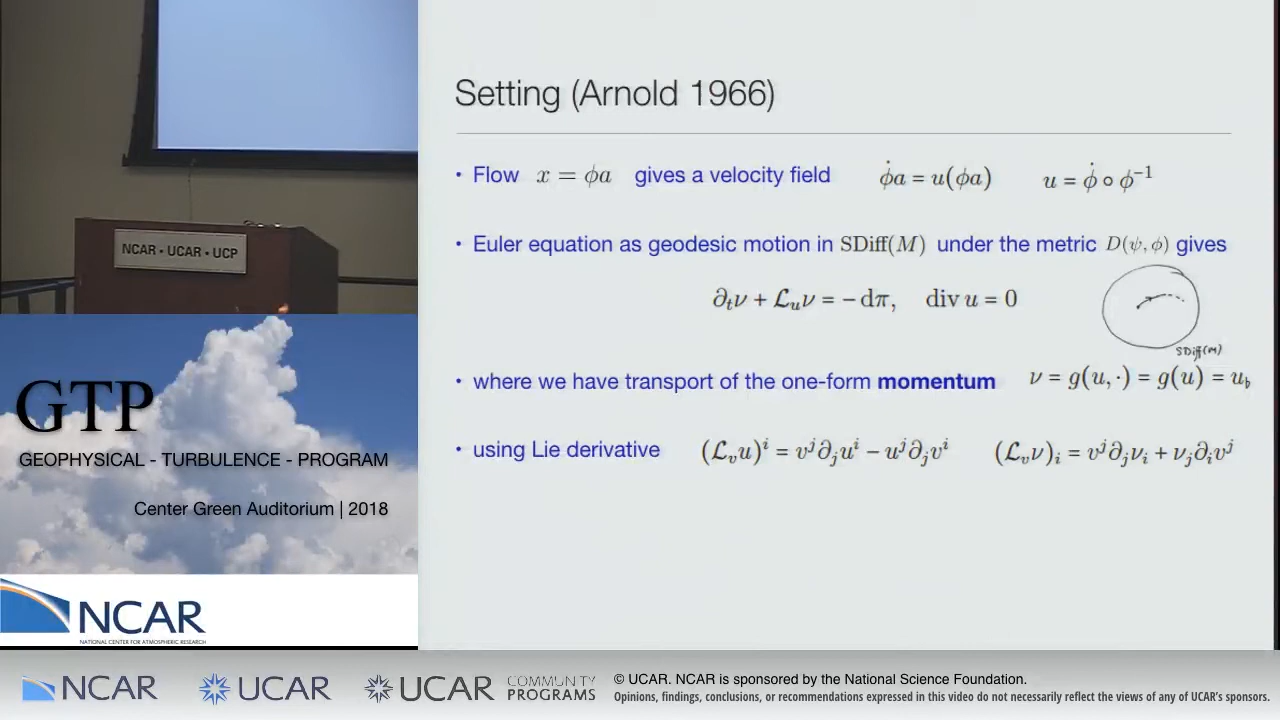 NCAR • UCAR • UCP
GTP
GEOPHYSICAL - TURBULENCE - PROGRAM
Center Green Auditorium | 2018
NCAR
NATIONAL CENTER FOR ATMOSPHERIC RESEARCH
Setting (Arnold 1966)
• Flow x = ϕa gives a velocity field ϕ̇a = u(ϕa) u = ϕ̇ ∘ ϕ⁻¹
• Euler equation as geodesic motion in SDiff(M) under the metric D(ψ, ϕ) gives
∂ₜν + ℒᵤν = −dπ, div u = 0
SDiff(M)
• where we have transport of the one-form momentum ν = g(u, ·) = g(u) = u♭
• using Lie derivative (ℒᵥu)ⁱ = vʲ∂ⱼuⁱ − uʲ∂ⱼvⁱ (ℒᵥν)ᵢ = vʲ∂ⱼνᵢ + νⱼ∂ᵢvʲ
NCAR UCAR UCAR COMMUNITY PROGRAMS
© UCAR. NCAR is sponsored by the National Science Foundation.
Opinions, findings, conclusions, or recommendations expressed in this video do not necessarily reflect the views of any of UCAR's sponsors.